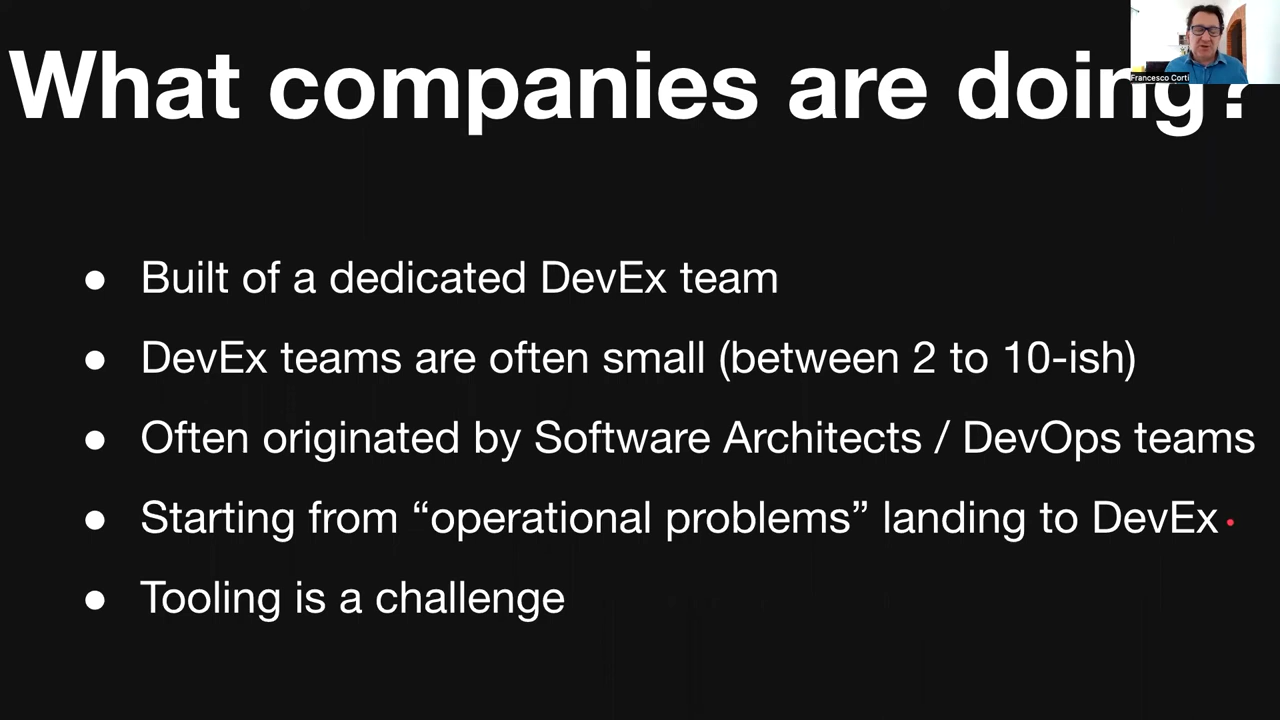 What companies are doing?
Francesco Corti
● Built of a dedicated DevEx team
● DevEx teams are often small (between 2 to 10-ish)
● Often originated by Software Architects / DevOps teams
● Starting from “operational problems” landing to DevEx
● Tooling is a challenge